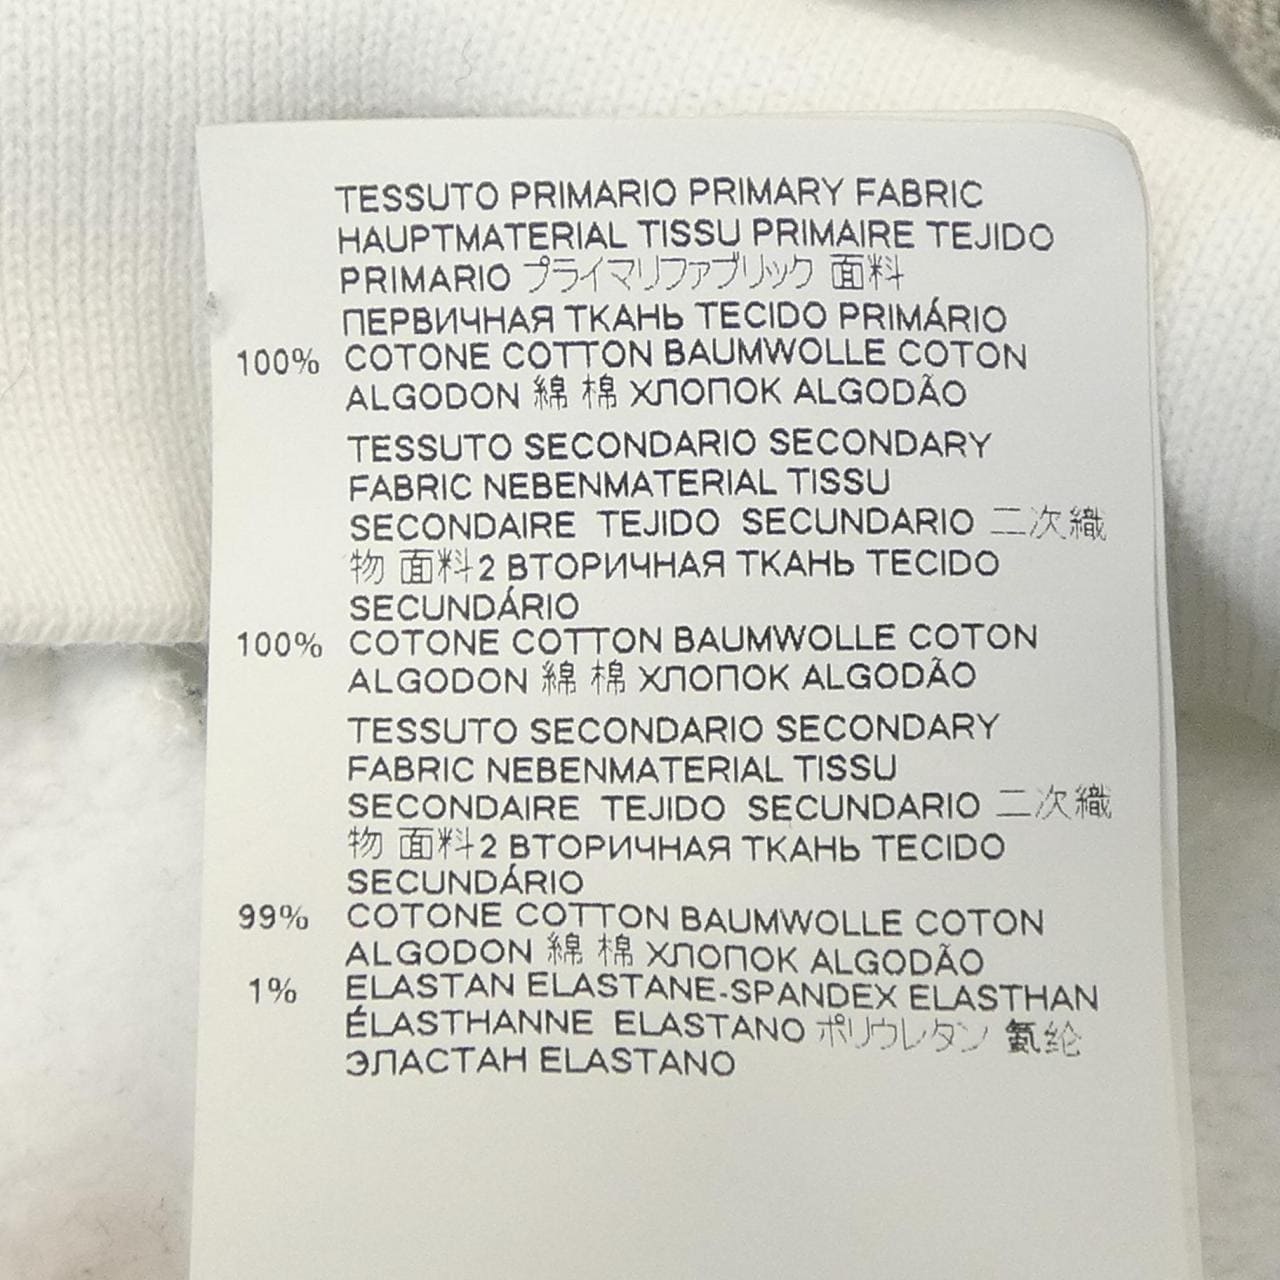 TESSUTO PRIMARIO PRIMARY FABRIC
HAUPTMATERIAL TISSU PRIMAIRE TEJIDO
PRIMARIO プライマリファブリック 面料
ПЕРВИЧНАЯ ТКАНЬ TECIDO PRIMÁRIO
100% COTONE COTTON BAUMWOLLE COTON
ALGODON 綿 棉 ХЛОПОК ALGODÃO
TESSUTO SECONDARIO SECONDARY
FABRIC NEBENMATERIAL TISSU
SECONDAIRE TEJIDO SECUNDARIO 二次織
物 面料2 ВТОРИЧНАЯ ТКАНЬ TECIDO
SECUNDÁRIO
100% COTONE COTTON BAUMWOLLE COTON
ALGODON 綿 棉 ХЛОПОК ALGODÃO
TESSUTO SECONDARIO SECONDARY
FABRIC NEBENMATERIAL TISSU
SECONDAIRE TEJIDO SECUNDARIO 二次織
物 面料2 ВТОРИЧНАЯ ТКАНЬ TECIDO
SECUNDÁRIO
99% COTONE COTTON BAUMWOLLE COTON
ALGODON 綿 棉 ХЛОПОК ALGODÃO
1% ELASTAN ELASTANE-SPANDEX ELASTHAN
ÉLASTHANNE ELASTANO ポリウレタン 氨纶
ЭЛАСТАН ELASTANO